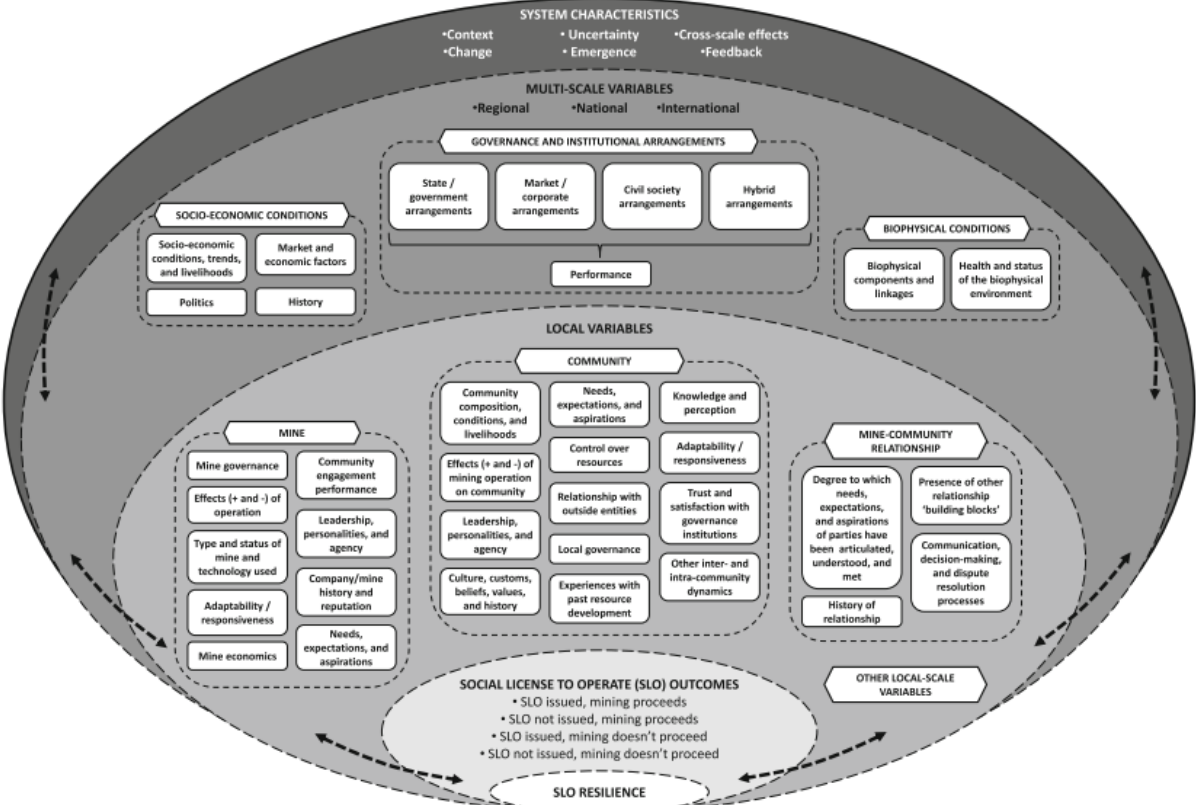 SYSTEM CHARACTERISTICS
•Context
• Uncertainty
•Cross-scale effects
•Change
• Emergence
•Feedback
MULTI-SCALE VARIABLES
•Regional
•National
•International
GOVERNANCE AND INSTITUTIONAL ARRANGEMENTS
State /
government
arrangements
Market /
corporate
arrangements
Civil society
arrangements
Hybrid
arrangements
Performance
SOCIO-ECONOMIC CONDITIONS
Socio-economic
conditions, trends,
and livelihoods
Market and
economic factors
Politics
History
BIOPHYSICAL CONDITIONS
Biophysical
components and
linkages
Health and status
of the biophysical
environment
LOCAL VARIABLES
MINE
Mine governance
Effects (+ and -) of
operation
Type and status of
mine and
technology used
Adaptability /
responsiveness
Mine economics
Community
engagement
performance
Leadership,
personalities, and
agency
Company/mine
history and
reputation
Needs,
expectations, and
aspirations
COMMUNITY
Community
composition,
conditions, and
livelihoods
Effects (+ and -) of
mining operation
on community
Leadership,
personalities, and
agency
Culture, customs,
beliefs, values,
and history
Needs,
expectations, and
aspirations
Control over
resources
Relationship with
outside entities
Local governance
Experiences with
past resource
development
Knowledge and
perception
Adaptability /
responsiveness
Trust and
satisfaction with
governance
institutions
Other inter- and
intra-community
dynamics
MINE-COMMUNITY
RELATIONSHIP
Degree to which
needs,
expectations,
and aspirations
of parties have
been articulated,
understood, and
met
History of
relationship
Presence of other
relationship
‘building blocks’
Communication,
decision-making,
and dispute
resolution
processes
OTHER LOCAL-SCALE
VARIABLES
SOCIAL LICENSE TO OPERATE (SLO) OUTCOMES
• SLO issued, mining proceeds
• SLO not issued, mining proceeds
• SLO issued, mining doesn’t proceed
• SLO not issued, mining doesn’t proceed
SLO RESILIENCE